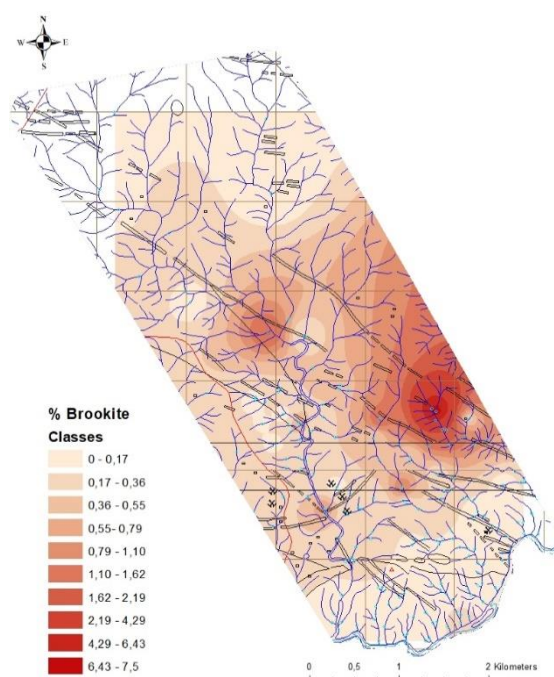 N
W E
S
% Brookite
Classes
0 - 0,17
0,17 - 0,36
0,36 - 0,55
0,55- 0,79
0,79 - 1,10
1,10 - 1,62
1,62 - 2,19
2,19 - 4,29
4,29 - 6,43
6,43 - 7,5
0 0,5 1 2 Kilometers